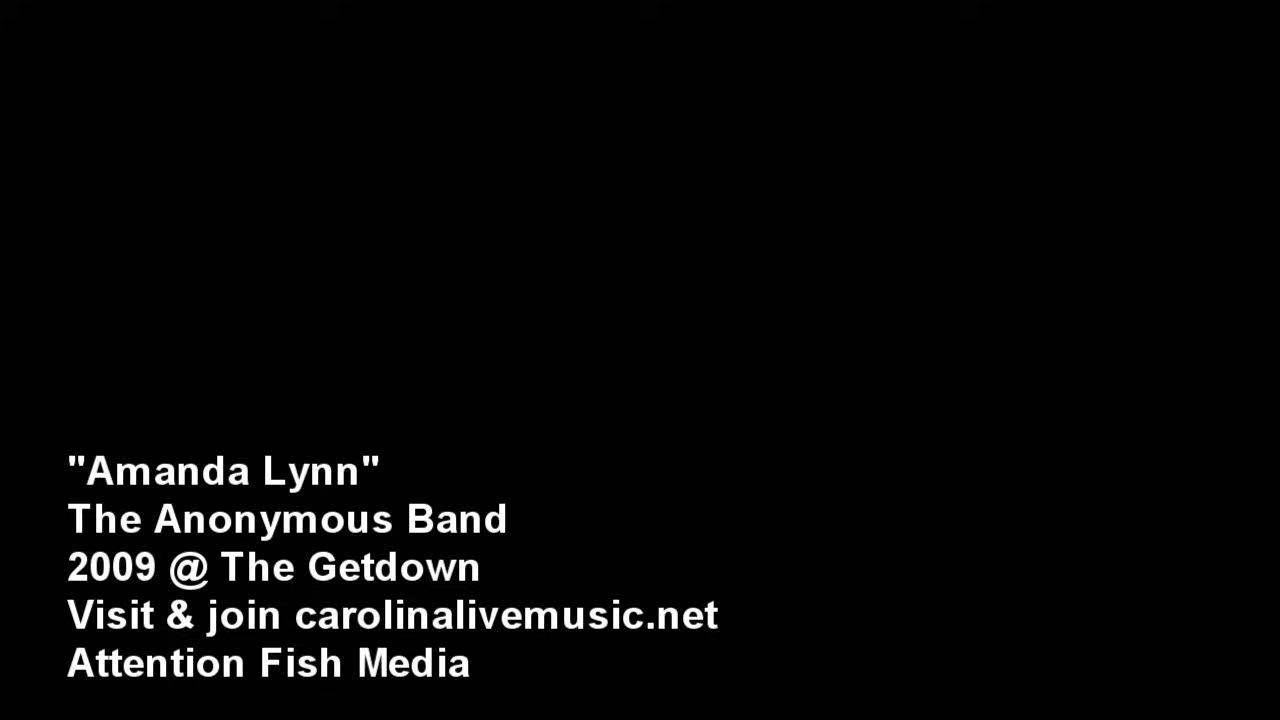 "Amanda Lynn"
The Anonymous Band
2009 @ The Getdown
Visit & join carolinalivemusic.net
Attention Fish Media